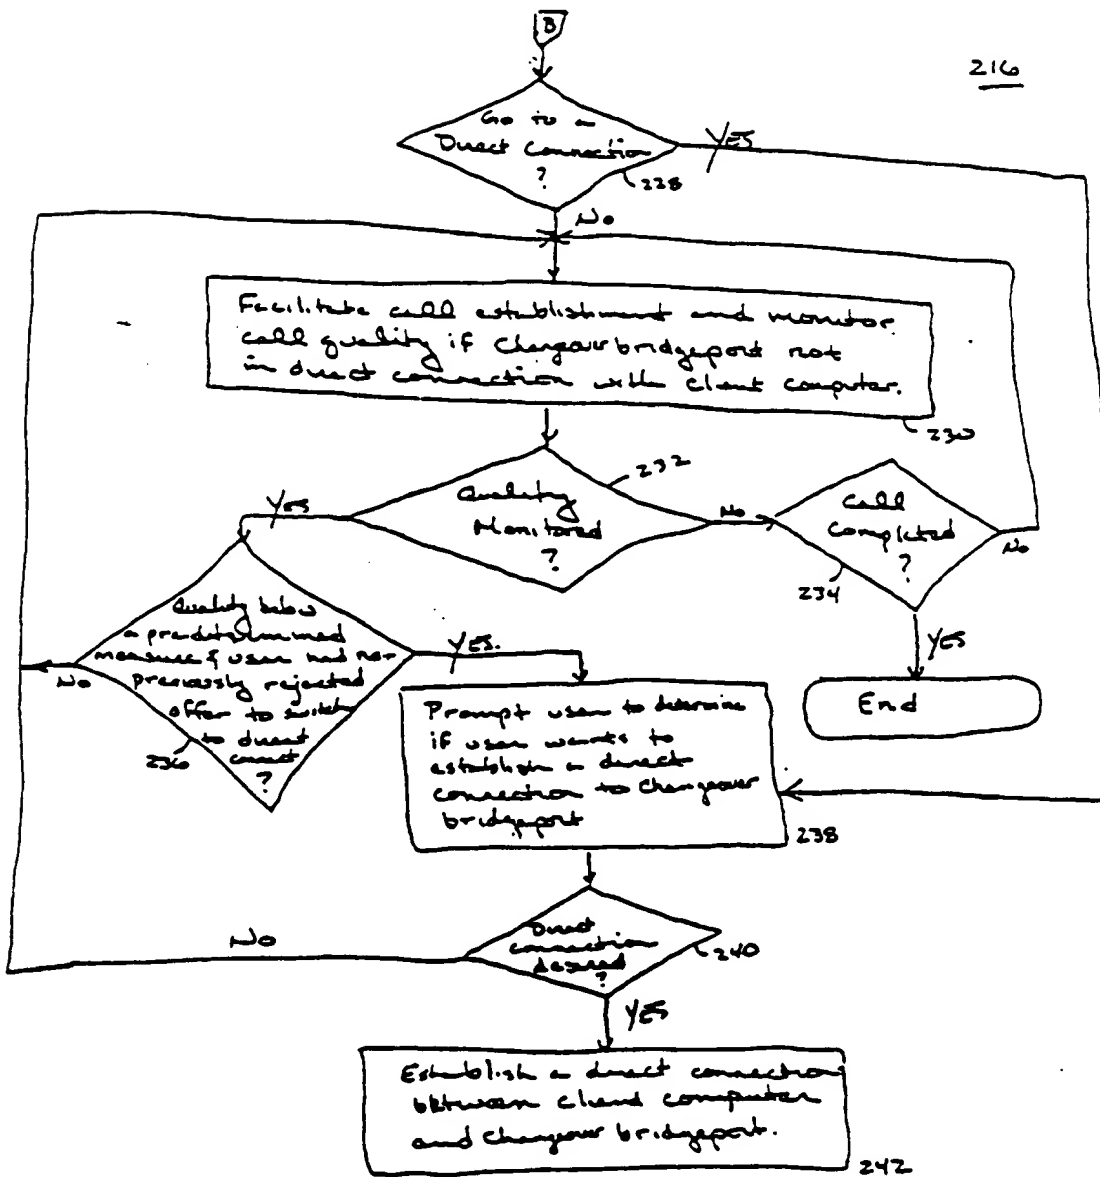 B
216
Go to a
Direct Connection
?
228
YES
No
Facilitate call establishment and monitor
call quality if Changeover bridgeport not
in direct connection with client computer.
230
232
Quality
Monitored
?
YES
No
Call
Completed
?
234
No
YES
End
Quality below
a pre-determined
measure & user had not
previously rejected
offer to switch
to direct
connect
?
236
No
YES.
Prompt user to determine
if user wants to
establish a direct
connection to Changeover
bridgeport
238
Direct
connection
desired
?
240
No
YES
Establish a direct connection
between client computer
and Changeover bridgeport.
242